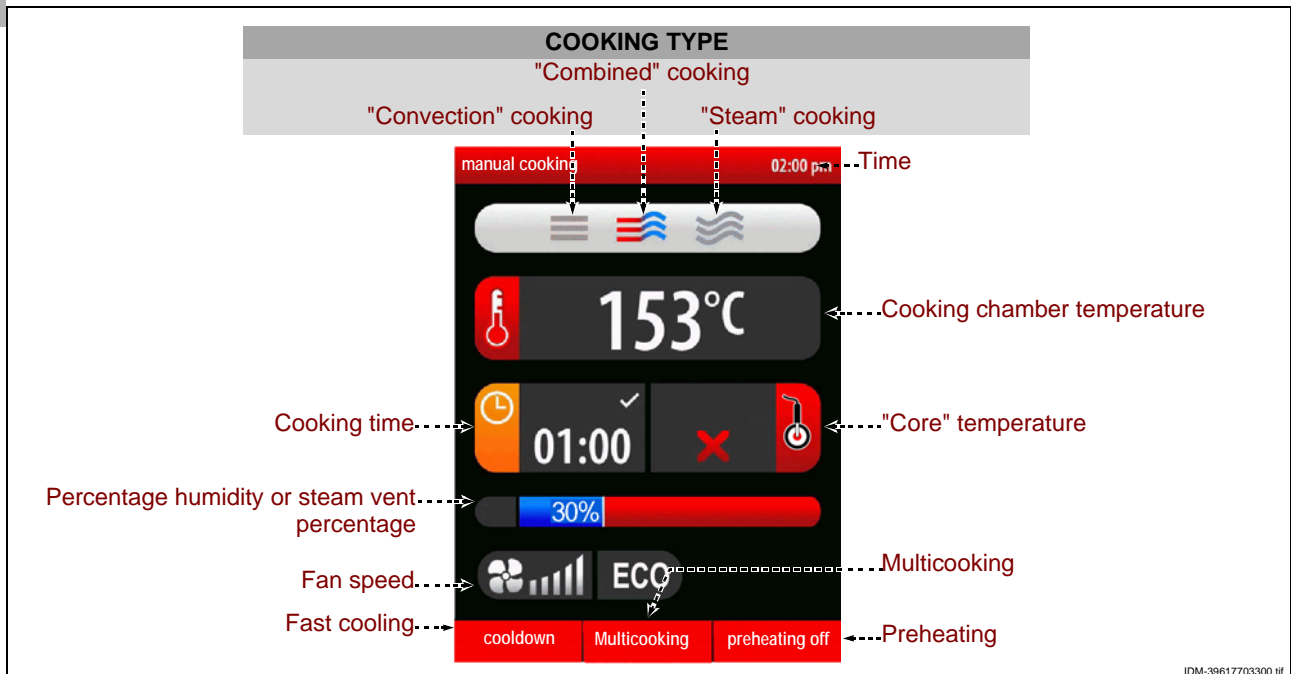 COOKING TYPE
"Combined" cooking
"Convection" cooking
"Steam" cooking
manual cooking
02:00 pm
Time
153°C
Cooking chamber temperature
Cooking time
01:00
"Core" temperature
Percentage humidity or steam vent
percentage
30%
Fan speed
ECO
Multicooking
Fast cooling
cooldown
Multicooking
preheating off
Preheating
IDM-39617703300.tif